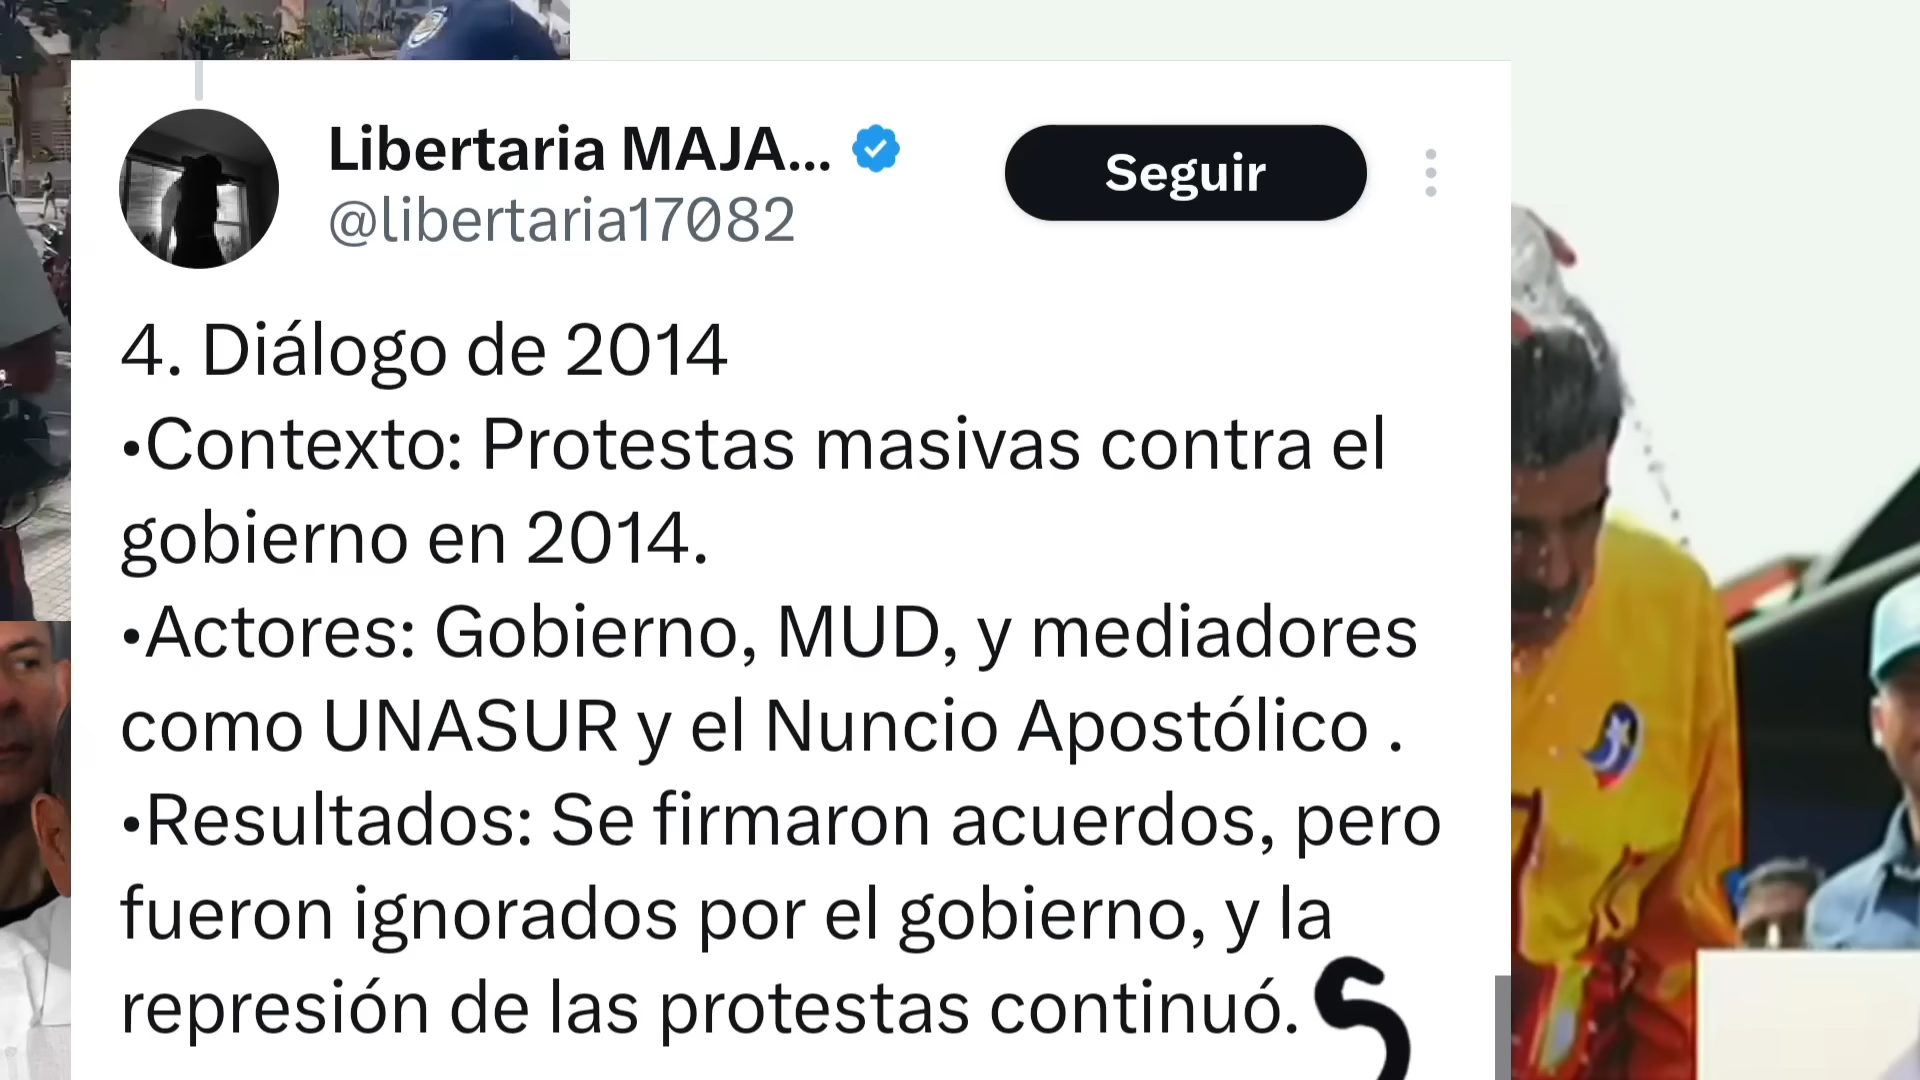 Libertaria MAJA...
Seguir
@libertaria17082
4. Diálogo de 2014
•Contexto: Protestas masivas contra el
gobierno en 2014.
•Actores: Gobierno, MUD, y mediadores
como UNASUR y el Nuncio Apostólico .
•Resultados: Se firmaron acuerdos, pero
fueron ignorados por el gobierno, y la
represión de las protestas continuó.